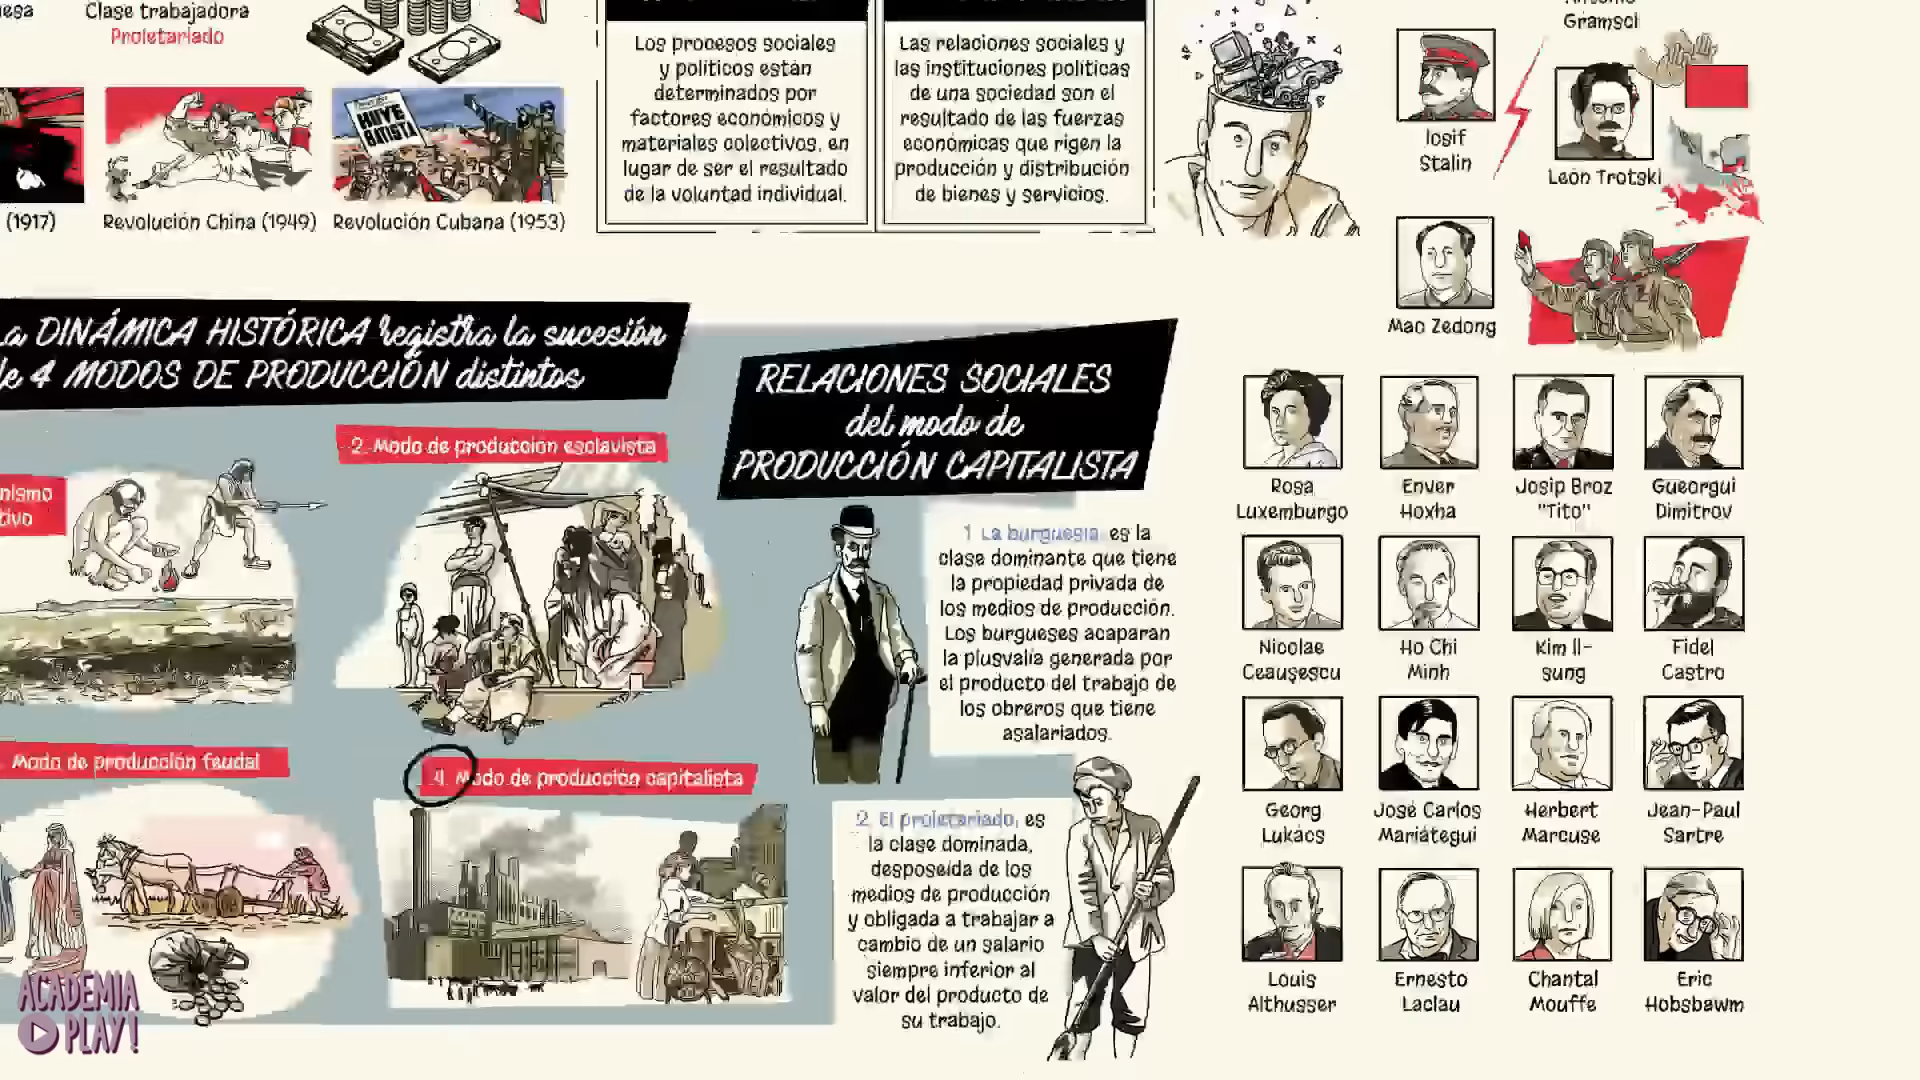 Clase trabajadora
Proletariado
HUYE
BATISTA
(1917)
Revolución China (1949)
Revolución Cubana (1953)
Los procesos sociales
y políticos están
determinados por
factores económicos y
materiales colectivos, en
lugar de ser el resultado
de la voluntad individual.
Las relaciones sociales y
las instituciones políticas
de una sociedad son el
resultado de las fuerzas
económicas que rigen la
producción y distribución
de bienes y servicios.
Gramsci
Iosif
Stalin
León Trotski
Mao Zedong
DINÁMICA HISTÓRICA registra la sucesión
4 MODOS DE PRODUCCIÓN distintos
2. Modo de producción esclavista
Modo de producción feudal
4. Modo de producción capitalista
RELACIONES SOCIALES
del modo de
PRODUCCIÓN CAPITALISTA
1 La burguesía, es la
clase dominante que tiene
la propiedad privada de
los medios de producción.
Los burgueses acaparan
la plusvalía generada por
el producto del trabajo de
los obreros que tiene
asalariados.
2. El proletariado, es
la clase dominada,
desposeída de los
medios de producción
y obligada a trabajar a
cambio de un salario
siempre inferior al
valor del producto de
su trabajo.
Rosa
Luxemburgo
Enver
Hoxha
Josip Broz
"Tito"
Gueorgui
Dimitrov
Nicolae
Ceaușescu
Ho Chi
Minh
Kim Il-
sung
Fidel
Castro
Georg
Lukács
José Carlos
Mariátegui
Herbert
Marcuse
Jean-Paul
Sartre
Louis
Althusser
Ernesto
Laclau
Chantal
Mouffe
Eric
Hobsbawm
ACADEMIA
PLAY!